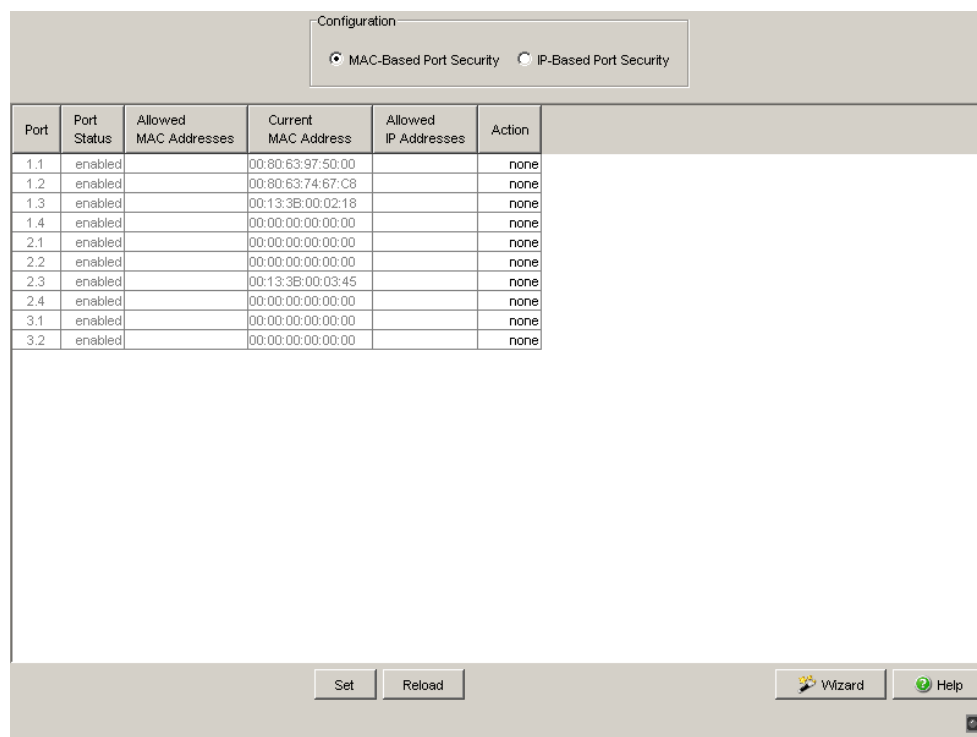 Configuration
MAC-Based Port Security IP-Based Port Security
Port Port Status Allowed MAC Addresses Current MAC Address Allowed IP Addresses Action
1.1 enabled 00:80:63:97:50:00 none
1.2 enabled 00:80:63:74:67:C8 none
1.3 enabled 00:13:3B:00:02:18 none
1.4 enabled 00:00:00:00:00:00 none
2.1 enabled 00:00:00:00:00:00 none
2.2 enabled 00:00:00:00:00:00 none
2.3 enabled 00:13:3B:00:03:45 none
2.4 enabled 00:00:00:00:00:00 none
3.1 enabled 00:00:00:00:00:00 none
3.2 enabled 00:00:00:00:00:00 none
Set Reload Wizard Help